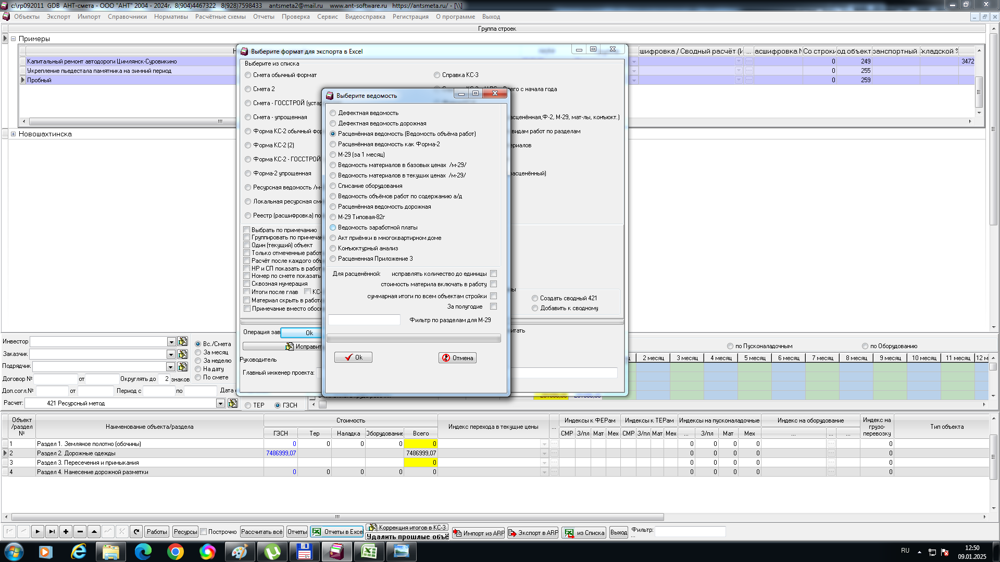 c:\rp092011 GDB АНТ-смета - ООО "АНТ" 2004 - 2024г. 8(904)4467322 8(928)7598433 antsmeta2@mail.ru www.ant-software.ru https://antsmeta.ru/ - [\\]
Объекты Экспорт Импорт Справочники Нормативы Расчётные схемы Отчеты Проверка Сервис Видеосправка Регистрация О программе Выход
Группа строек
Примеры
Капитальный ремонт автодороги Цимлянск-Суровикино
Укрепление пьедестала памятника на зимний период
Пробный
шифровка / Сводный расчёт (И ... асшифровка № Со строки од объект ранспортный кладской %
0 249 3472
0 255
0 259
Новошахтинска
Выберите формат для экспорта в Excel
Выберите из списка
Смета обычный формат
Смета 2
Смета - ГОССТРОЙ (устар
Смета - упрощенная
Форма КС-2 обычный фор
Форма КС-2 (2)
Форма КС-2 - ГОССТРОЙ
Форма-2 упрощенная
Ресурсная ведомость /м-
Локальная ресурсная сме
Реестр (расшифровка) по
Справка КС-3
его с начала года
асценённая,Ф-2, М-29, мат-лы, конъюкт.)
видам работ по разделам
ериалов
расценённый)
Выбрать по примечанию
Группировать по примечан
Один (текущий) объект
Только отмеченные работ
Расчёт после каждого объ
НР и СП показать в работ
Номер по смете показать
Сквозная нумерация
Итоги после глав КС-
Материал скрыть в работа
Примечание вместо обос
ны
Создать сводный 421
Добавить к сводному
Операция зав
Ok
итать
Исправит
Руководитель
Главный инженер проекта:
Выберите ведомость
Дефектная ведомость
Дефектная ведомость дорожная
Расценённая ведомость (Ведомость объёма работ)
Расценённая ведомость как Форма-2
М-29 (за 1 месяц)
Ведомость материалов в базовых ценах /м-29/
Ведомость материалов в текущих ценах /м-29/
Списание оборудования
Ведомость объёмов работ по содержанию а/д
Расценённая ведомость дорожная
М-29 Типовая-82г
Ведомость заработной платы
Акт приёмки в многоквартирном доме
Конъюктурный анализ
Расцененная Приложение 3
Для расценённой: исправлять количество до единицы
стоимость материла включать в работу
суммарная итоги по всем объектам стройки
За полугодие
Фильтр по разделам для М-29
Ok
Отмена
Инвестор
Заказчик
Подрядчик
Договор № от Округлять до 2 знаков
Доп.согл.№ от Период с по Дата
Расчет: 421 Ресурсный метод
Вс./Смета
За месяц
За неделю
На дату
По смете
ТЕР ГЭСН
по Пусконаладочным по Оборудованию
2 месяц 3 месяц 4 месяц 5 месяц 6 месяц 7 месяц 8 месяц 9 месяц 10 месяц 11 месяц 12 м
Объект /раздел № Наименование объекта/раздела Стоимость Индекс перехода в текущие цены ... Индексы к ФЕРам Индексы к ТЕРам Индексы на пусконаладочные Индекс на оборудование Индекс на грузо-перевозку Тип объекта
ГЭСН Тер Наладка Оборудование Всего СМР З/пл Мат Мех СМР З/пл Мат Мех ... З/пл Мат Мех ... ... ...
1 Раздел 1. Земляное полотно (обочины) 0 0 0 0 0 0 0 0 0 0
2 Раздел 2. Дорожные одежды 7486999,07 7486999,07 0 0 0 0 0
3 Раздел 3. Пересечения и примыкания 0 0 0 0 0 0
4 Раздел 4. Нанесение дорожной разметки 0 0 0 0 0 0 0 0 0 0
Работы Ресурсы Построчно Рассчитать всё Отчеты Отчеты в Ексе Коррекция итогов в КС-3 Импорт из ARP Экспорт в ARP из Списка Выход Фильтр:
Удалить прошлые объё
...
RU
12:50
09.01.2025